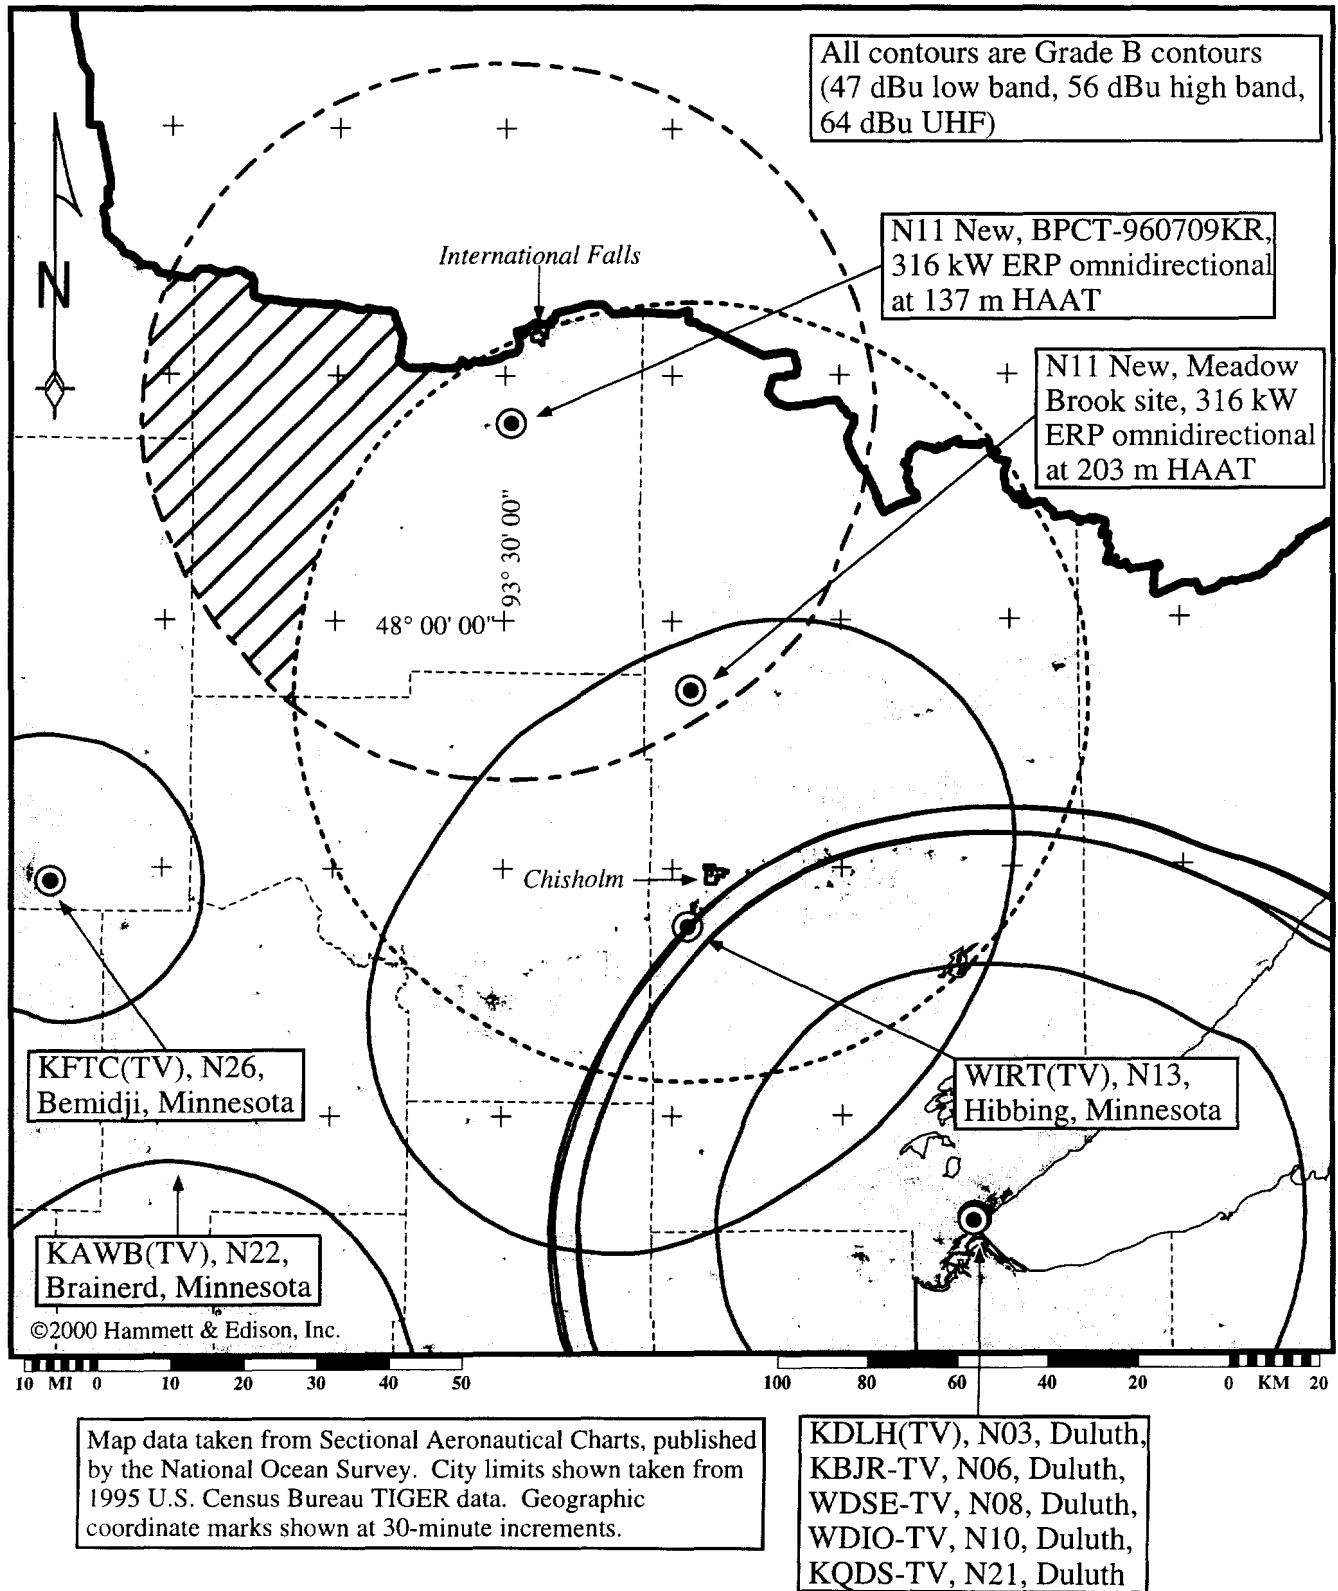 All contours are Grade B contours
(47 dBu low band, 56 dBu high band,
64 dBu UHF)
N11 New, BPCT-960709KR,
316 kW ERP omnidirectional
at 137 m HAAT
International Falls
N
N11 New, Meadow
Brook site, 316 kW
ERP omnidirectional
at 203 m HAAT
93° 30' 00"
48° 00' 00"
Chisholm
KFTC(TV), N26,
Bemidji, Minnesota
WIRT(TV), N13,
Hibbing, Minnesota
KAWB(TV), N22,
Brainerd, Minnesota
©2000 Hammett & Edison, Inc.
10 MI 0 10 20 30 40 50
100 80 60 40 20 0 KM 20
Map data taken from Sectional Aeronautical Charts, published
by the National Ocean Survey. City limits shown taken from
1995 U.S. Census Bureau TIGER data. Geographic
coordinate marks shown at 30-minute increments.
KDLH(TV), N03, Duluth,
KBJR-TV, N06, Duluth,
WDSE-TV, N08, Duluth,
WDIO-TV, N10, Duluth,
KQDS-TV, N21, Duluth